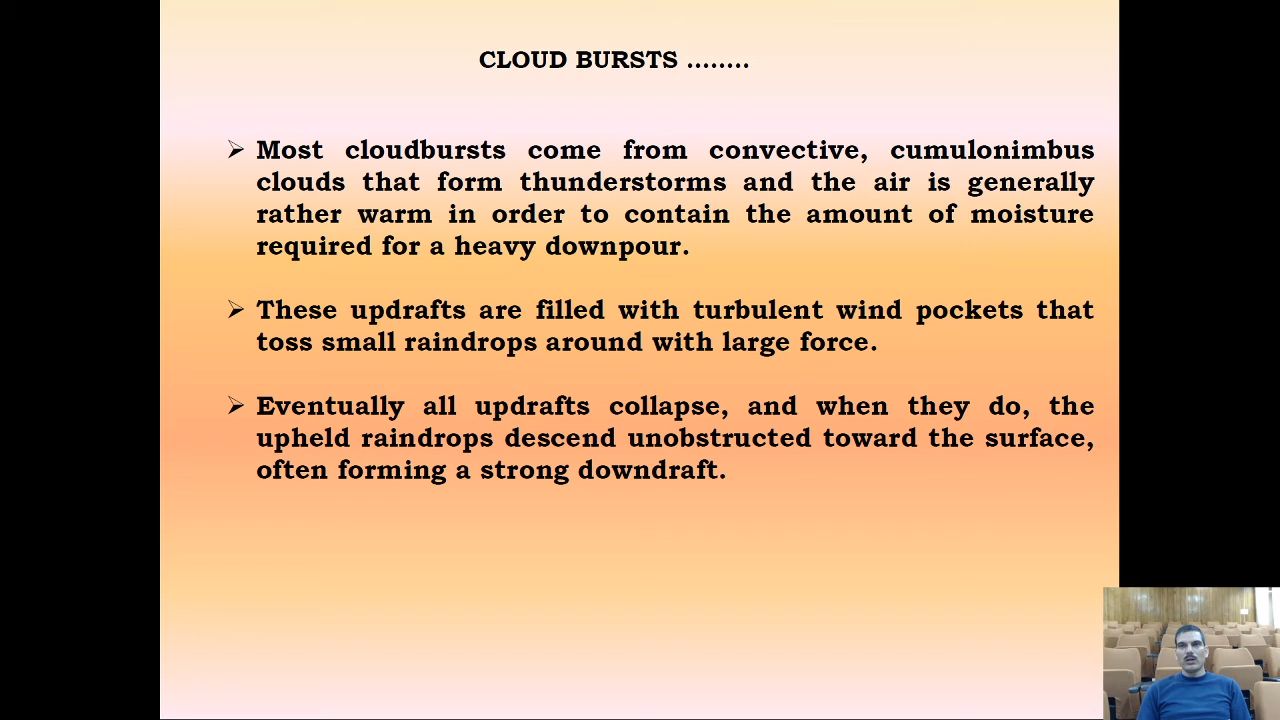 CLOUD BURSTS ........
Most cloudbursts come from convective, cumulonimbus
clouds that form thunderstorms and the air is generally
rather warm in order to contain the amount of moisture
required for a heavy downpour.
These updrafts are filled with turbulent wind pockets that
toss small raindrops around with large force.
Eventually all updrafts collapse, and when they do, the
upheld raindrops descend unobstructed toward the surface,
often forming a strong downdraft.